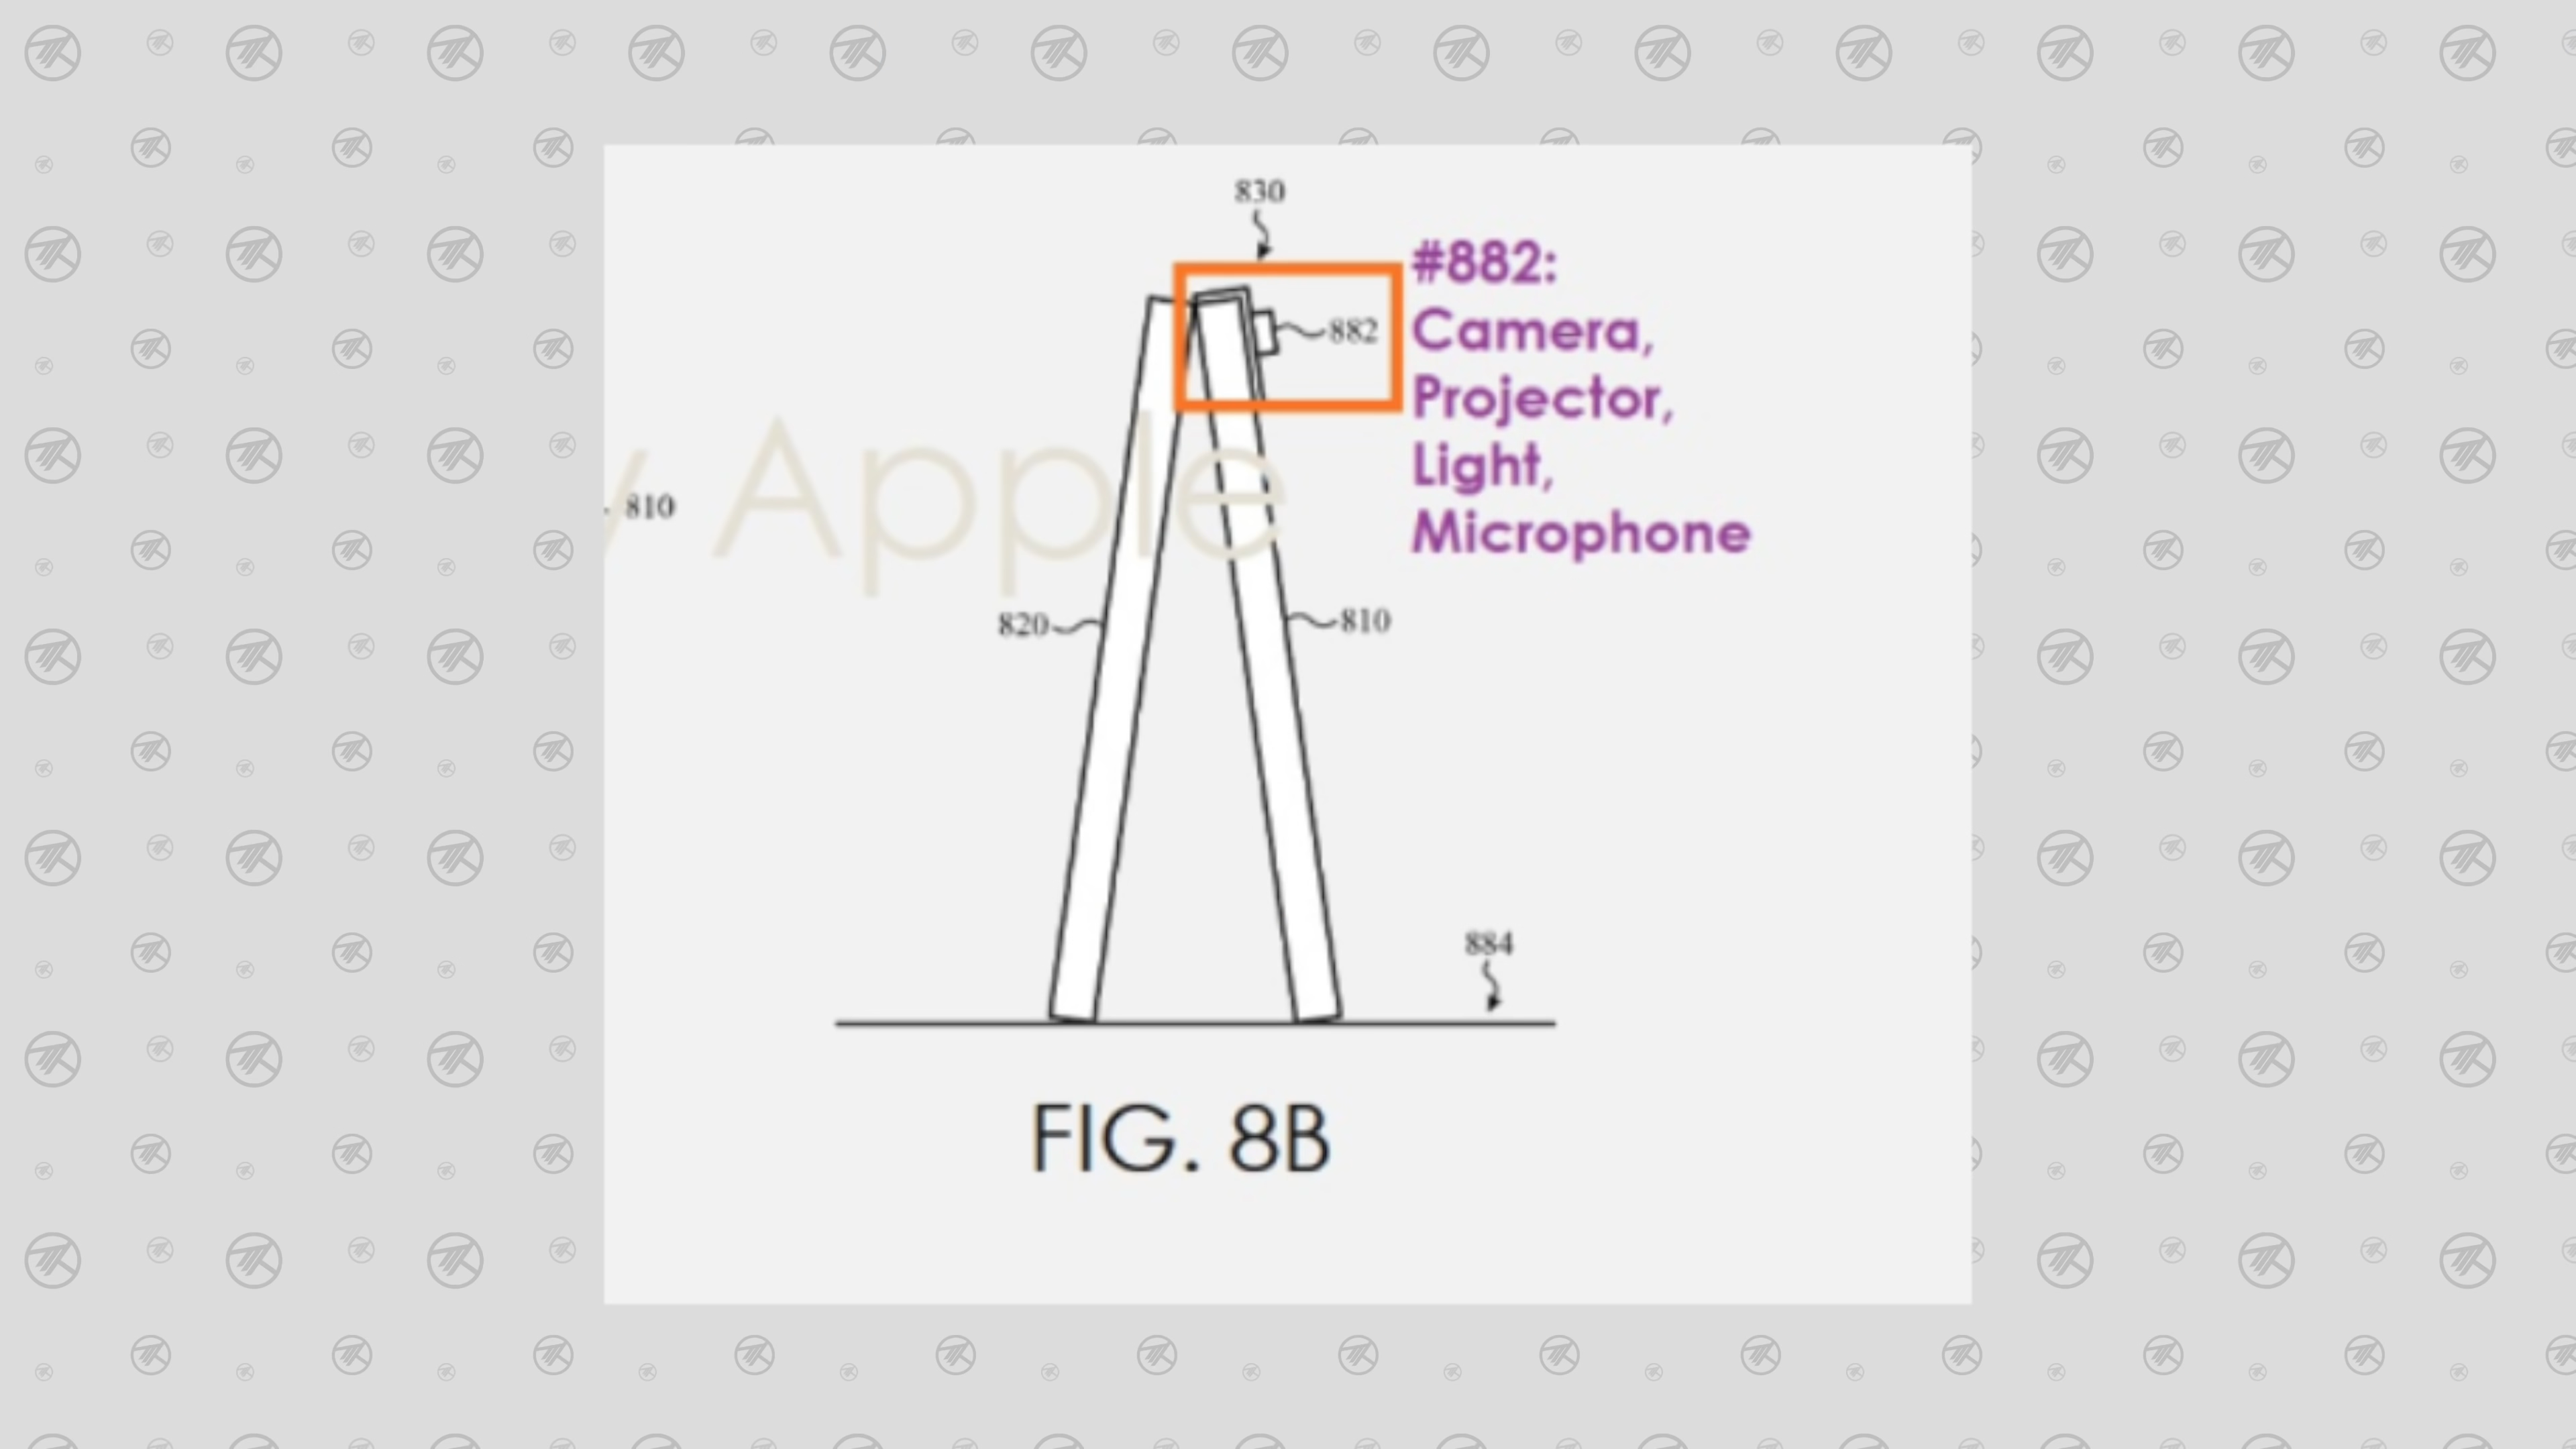 830
#882:
Camera,
Projector,
Light,
Microphone
882
Apple
810
820
810
884
FIG. 8B